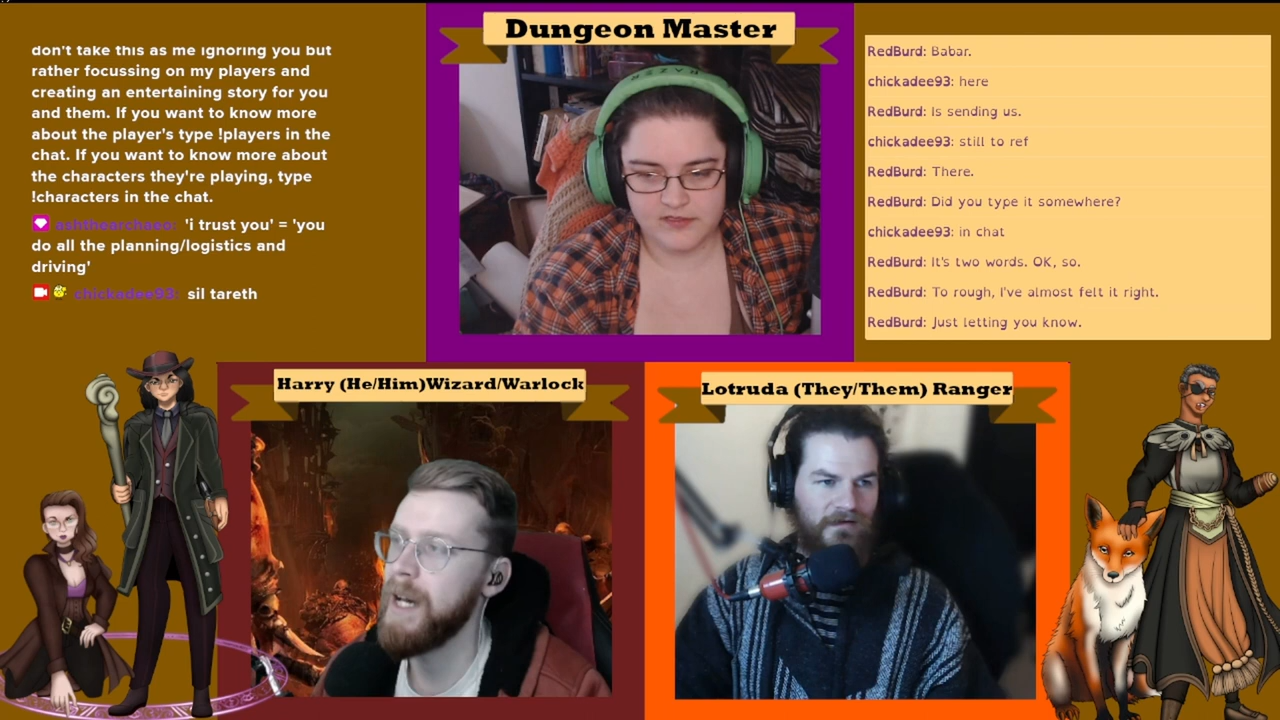 don't take this as me ignoring you but
rather focussing on my players and
creating an entertaining story for you
and them. If you want to know more
about the player's type !players in the
chat. If you want to know more about
the characters they're playing, type
!characters in the chat.
ashthearchaeo: 'i trust you' = 'you
do all the planning/logistics and
driving'
chickadee93: sil tareth
Dungeon Master
RAZER
RedBurd: Babar.
chickadee93: here
RedBurd: Is sending us.
chickadee93: still to ref
RedBurd: There.
RedBurd: Did you type it somewhere?
chickadee93: in chat
RedBurd: It's two words. OK, so.
RedBurd: To rough, I've almost felt it right.
RedBurd: Just letting you know.
Harry (He/Him)Wizard/Warlock
Lotruda (They/Them) Ranger